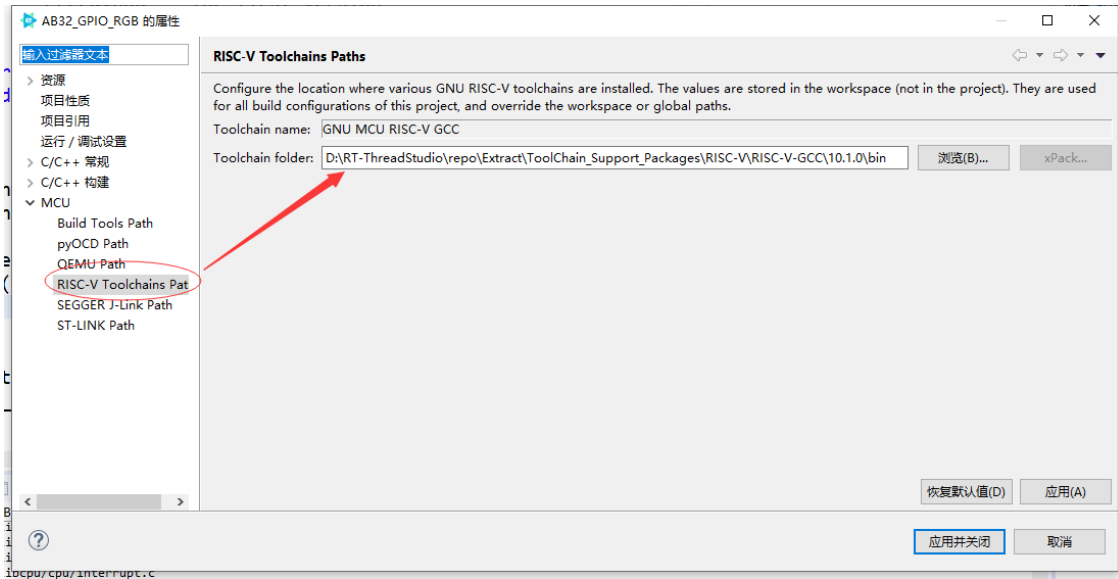 AB32_GPIO_RGB 的属性
输入过滤器文本
资源
项目性质
项目引用
运行 / 调试设置
C/C++ 常规
C/C++ 构建
MCU
Build Tools Path
pyOCD Path
QEMU Path
RISC-V Toolchains Pat
SEGGER J-Link Path
ST-LINK Path
RISC-V Toolchains Paths
Configure the location where various GNU RISC-V toolchains are installed. The values are stored in the workspace (not in the project). They are used
for all build configurations of this project, and override the workspace or global paths.
Toolchain name: GNU MCU RISC-V GCC
Toolchain folder: D:\RT-ThreadStudio\repo\Extract\ToolChain_Support_Packages\RISC-V\RISC-V-GCC\10.1.0\bin 浏览(B)... xPack...
恢复默认值(D) 应用(A)
应用并关闭 取消
ibcpu/cpu/interrupt.c